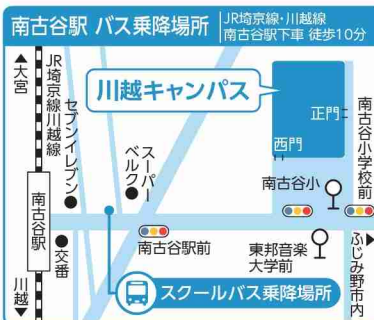 南古谷駅 バス乗降場所
JR埼京線・川越線
南古谷駅下車 徒歩10分
▲大宮
JR埼京線川越線
セブンイレブン
川越キャンパス
正門
西門
スーパー
ベルク
南古谷小学校前
南古谷小
南古谷駅
交番
南古谷駅前
東邦音楽
大学前
ふじみ野市内▶
川越▼
スクールバス乗降場所